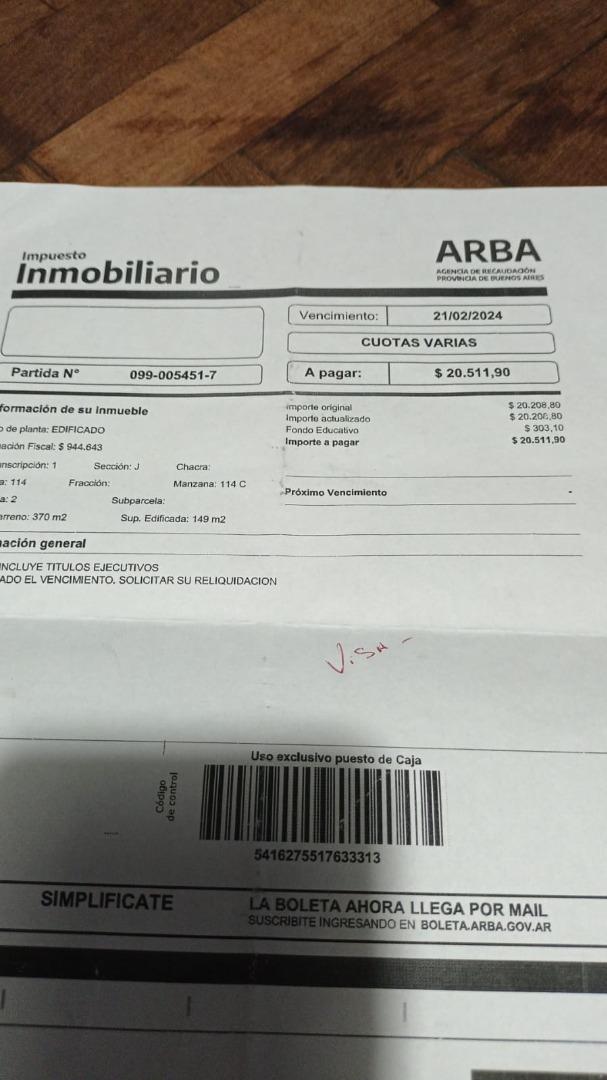 Impuesto
Inmobiliario
ARBA
AGENCIA DE RECAUDACIÓN
PROVINCIA DE BUENOS AIRES
Vencimiento: 21/02/2024
CUOTAS VARIAS
Partida N° 099-005451-7
A pagar: $ 20.511,90
formación de su inmueble
o de planta: EDIFICADO
uación Fiscal: $ 944.643
nscripción: 1 Sección: J Chacra:
a: 114 Fracción: Manzana: 114 C
a: 2 Subparcela:
erreno: 370 m2 Sup. Edificada: 149 m2
Importe original $ 20.208,80
Importe actualizado $ 20.208,80
Fondo Educativo $ 303,10
Importe a pagar $ 20.511,90
Próximo Vencimiento -
mación general
INCLUYE TITULOS EJECUTIVOS
ADO EL VENCIMIENTO. SOLICITAR SU RELIQUIDACION
VISA -
Uso exclusivo puesto de Caja
Código
de control
5416275517633313
SIMPLIFICATE
LA BOLETA AHORA LLEGA POR MAIL
SUSCRIBITE INGRESANDO EN BOLETA.ARBA.GOV.AR